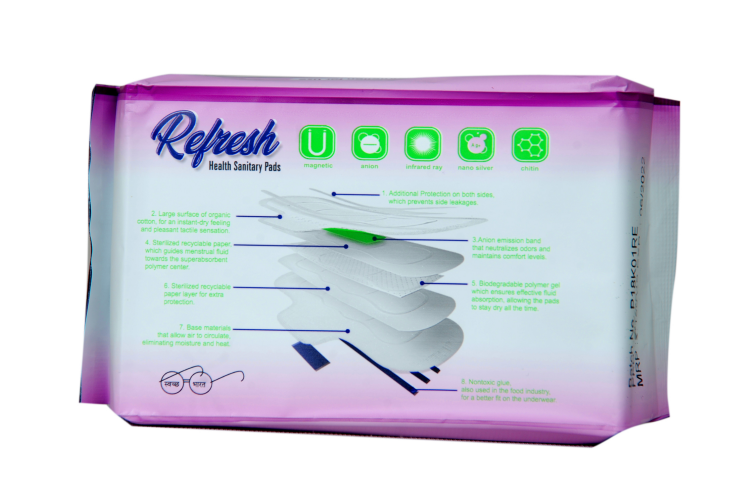 Refresh
Health Sanitary Pads
magnetic
anion
infrared ray
nano silver
chitin
1. Additional Protection on both sides,
which prevents side leakages.
2. Large surface of organic
cotton, for an instant-dry feeling
and pleasant tactile sensation.
3.Anion emission band
that neutralizes odors and
maintains comfort levels.
4. Sterilized recyclable paper,
which guides menstrual fluid
towards the superabsorbent
polymer carrier.
5. Biodegradable polymer gel
which ensures effective fluid
absorption, allowing the pads
to stay dry all the time.
6. Sterilized recyclable
paper layer for extra
protection.
7. Base materials
that allow air to circulate,
eliminating moisture and heat.
8. Nontoxic glue,
also used in the food industry,
for a better fit on the underwear.
स्वच्छ भारत
Batch No. B18K01RE
MRP
06/2022